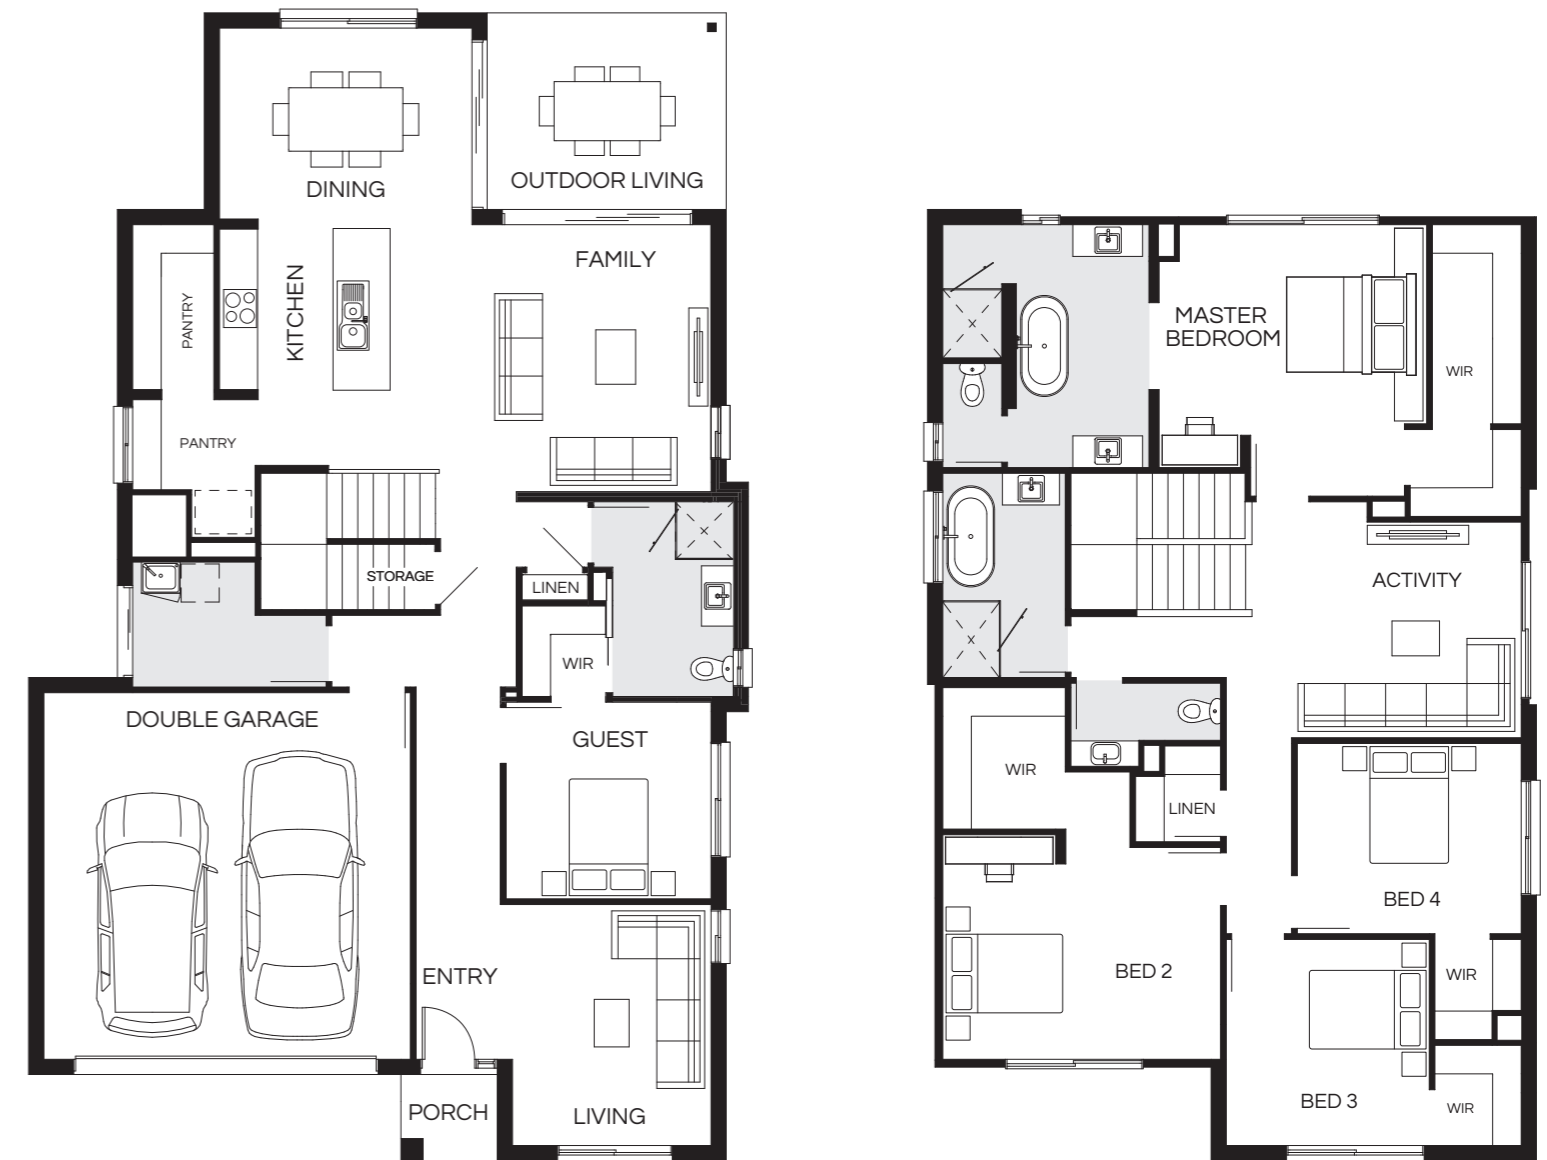 DINING
OUTDOOR LIVING
FAMILY
KITCHEN
PANTRY
PANTRY
STORAGE
LINEN
WIR
DOUBLE GARAGE
GUEST
ENTRY
PORCH
LIVING
MASTER
BEDROOM
WIR
ACTIVITY
WIR
LINEN
BED 4
BED 2
WIR
BED 3
WIR